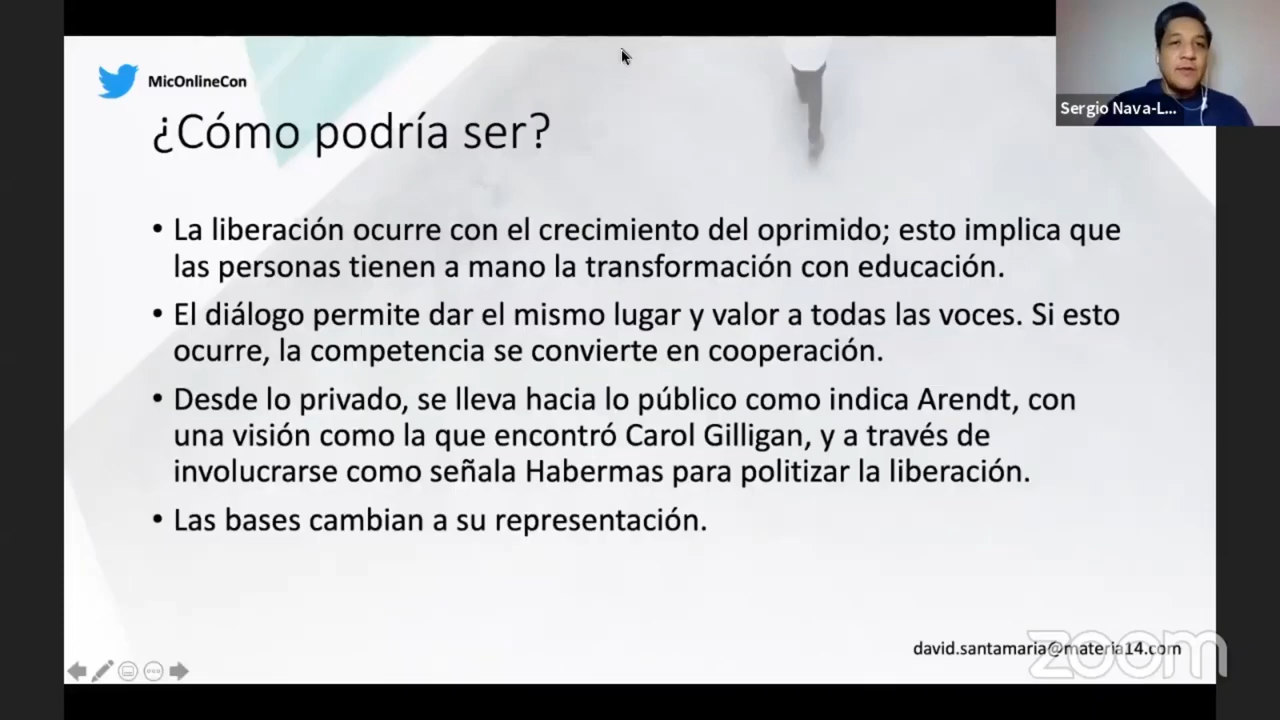 MicOnlineCon
Sergio Nava-L...
¿Cómo podría ser?
• La liberación ocurre con el crecimiento del oprimido; esto implica que
las personas tienen a mano la transformación con educación.
• El diálogo permite dar el mismo lugar y valor a todas las voces. Si esto
ocurre, la competencia se convierte en cooperación.
• Desde lo privado, se lleva hacia lo público como indica Arendt, con
una visión como la que encontró Carol Gilligan, y a través de
involucrarse como señala Habermas para politizar la liberación.
• Las bases cambian a su representación.
david.santamaria@materia14.com
zoom